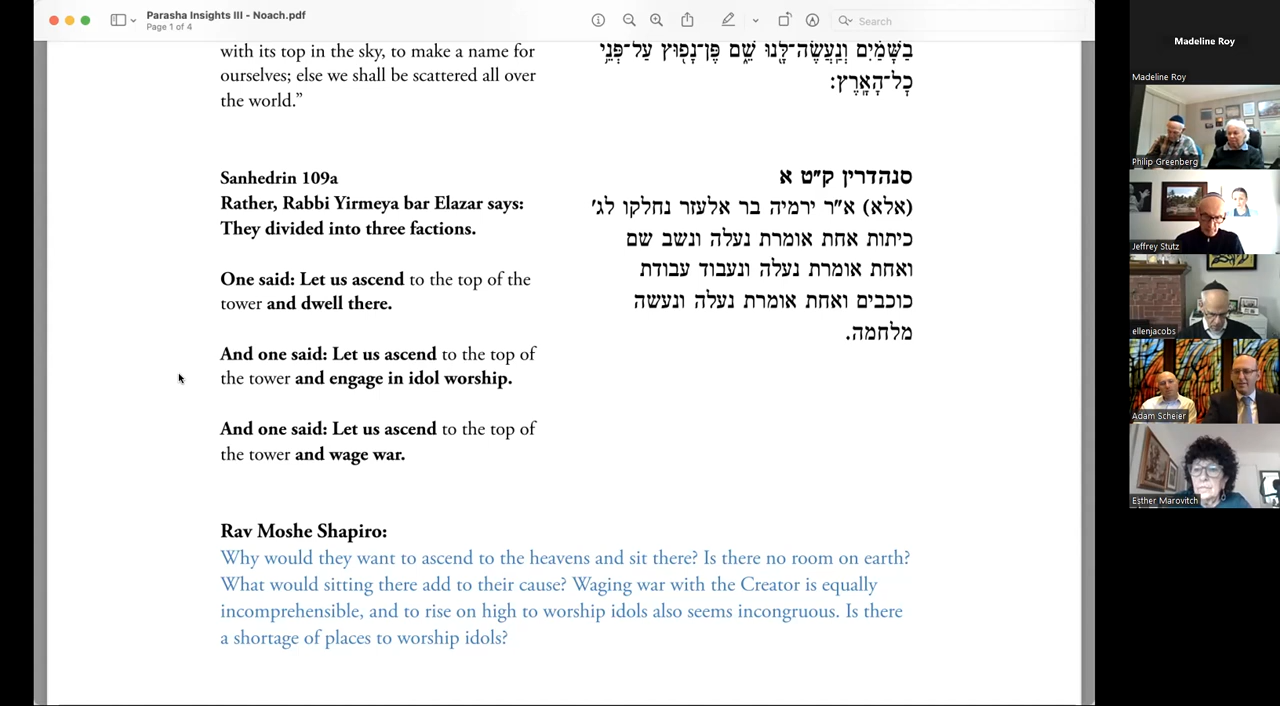 Parasha Insights III - Noach.pdf
Page 1 of 4
Search
with its top in the sky, to make a name for
ourselves; else we shall be scattered all over
the world.”
בַשָּׁמַ֔יִם וְנַֽעֲשֶׂה־לָּ֖נוּ שֵׁ֑ם פֶּן־נָפ֖וּץ עַל־פְּנֵ֥י
כָל־הָאָֽרֶץ׃
Sanhedrin 109a
Rather, Rabbi Yirmeya bar Elazar says:
They divided into three factions.
One said: Let us ascend to the top of the
tower and dwell there.
And one said: Let us ascend to the top of
the tower and engage in idol worship.
And one said: Let us ascend to the top of
the tower and wage war.
סנהדרין ק״ט א
(אלא) א״ר ירמיה בר אלעזר נחלקו לג'
כיתות אחת אומרת נעלה ונשב שם
ואחת אומרת נעלה ונעבוד עבודת
כוכבים ואחת אומרת נעלה ונעשה
מלחמה.
Rav Moshe Shapiro:
Why would they want to ascend to the heavens and sit there? Is there no room on earth?
What would sitting there add to their cause? Waging war with the Creator is equally
incomprehensible, and to rise on high to worship idols also seems incongruous. Is there
a shortage of places to worship idols?
Madeline Roy
Madeline Roy
Philip Greenberg
Jeffrey Stutz
ellenjacobs
Adam Scheier
Esther Marovitch